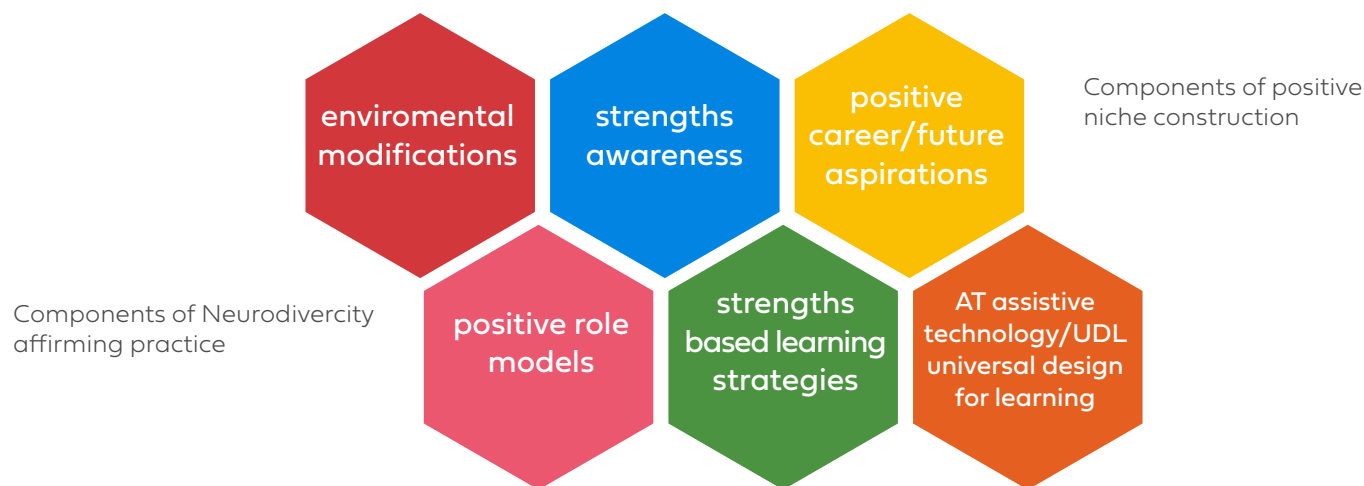 enviromental
modifications
strengths
awareness
positive
career/future
aspirations
Components of positive
niche construction
Components of Neurodivercity
affirming practice
positive role
models
strengths
based learning
strategies
AT assistive
technology/UDL
universal design
for learning